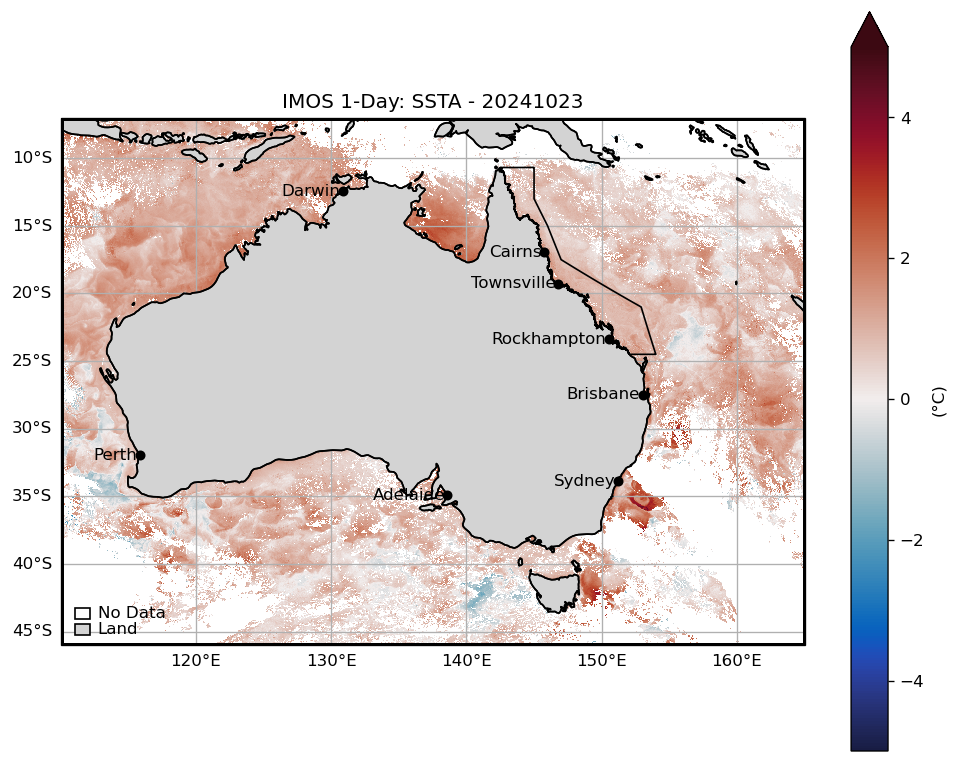 IMOS 1-Day: SSTA - 20241023
10°S
15°S
20°S
25°S
30°S
35°S
40°S
45°S
120°E
130°E
140°E
150°E
160°E
Darwin
Cairns
Townsville
Rockhampton
Brisbane
Perth
Sydney
Adelaide
No Data
Land
4
2
0
−2
−4
(°C)